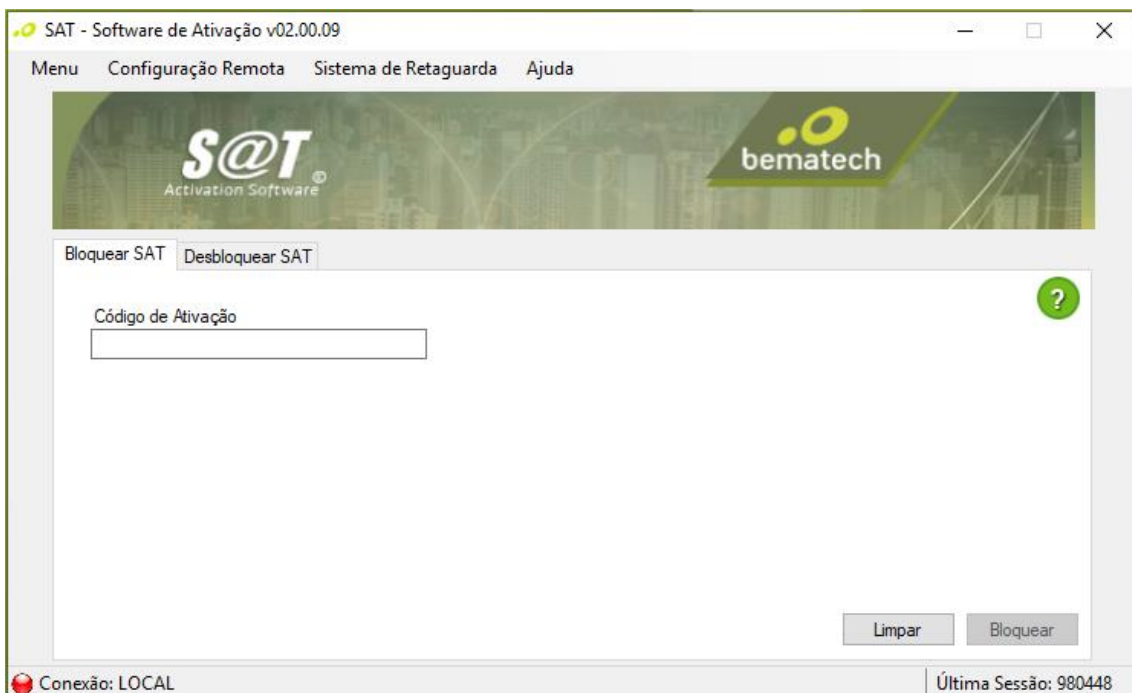 SAT - Software de Ativação v02.00.09
Menu Configuração Remota Sistema de Retaguarda Ajuda
S@T ©
Activation Software
bematech
Bloquear SAT Desbloquear SAT
?
Código de Ativação
Limpar Bloquear
Conexão: LOCAL Última Sessão: 980448